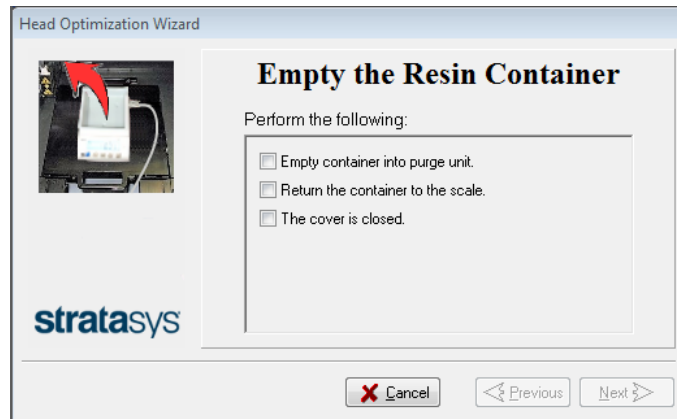 Head Optimization Wizard
Empty the Resin Container
Perform the following:
Empty container into purge unit.
Return the container to the scale.
The cover is closed.
stratasys
Cancel
Previous
Next